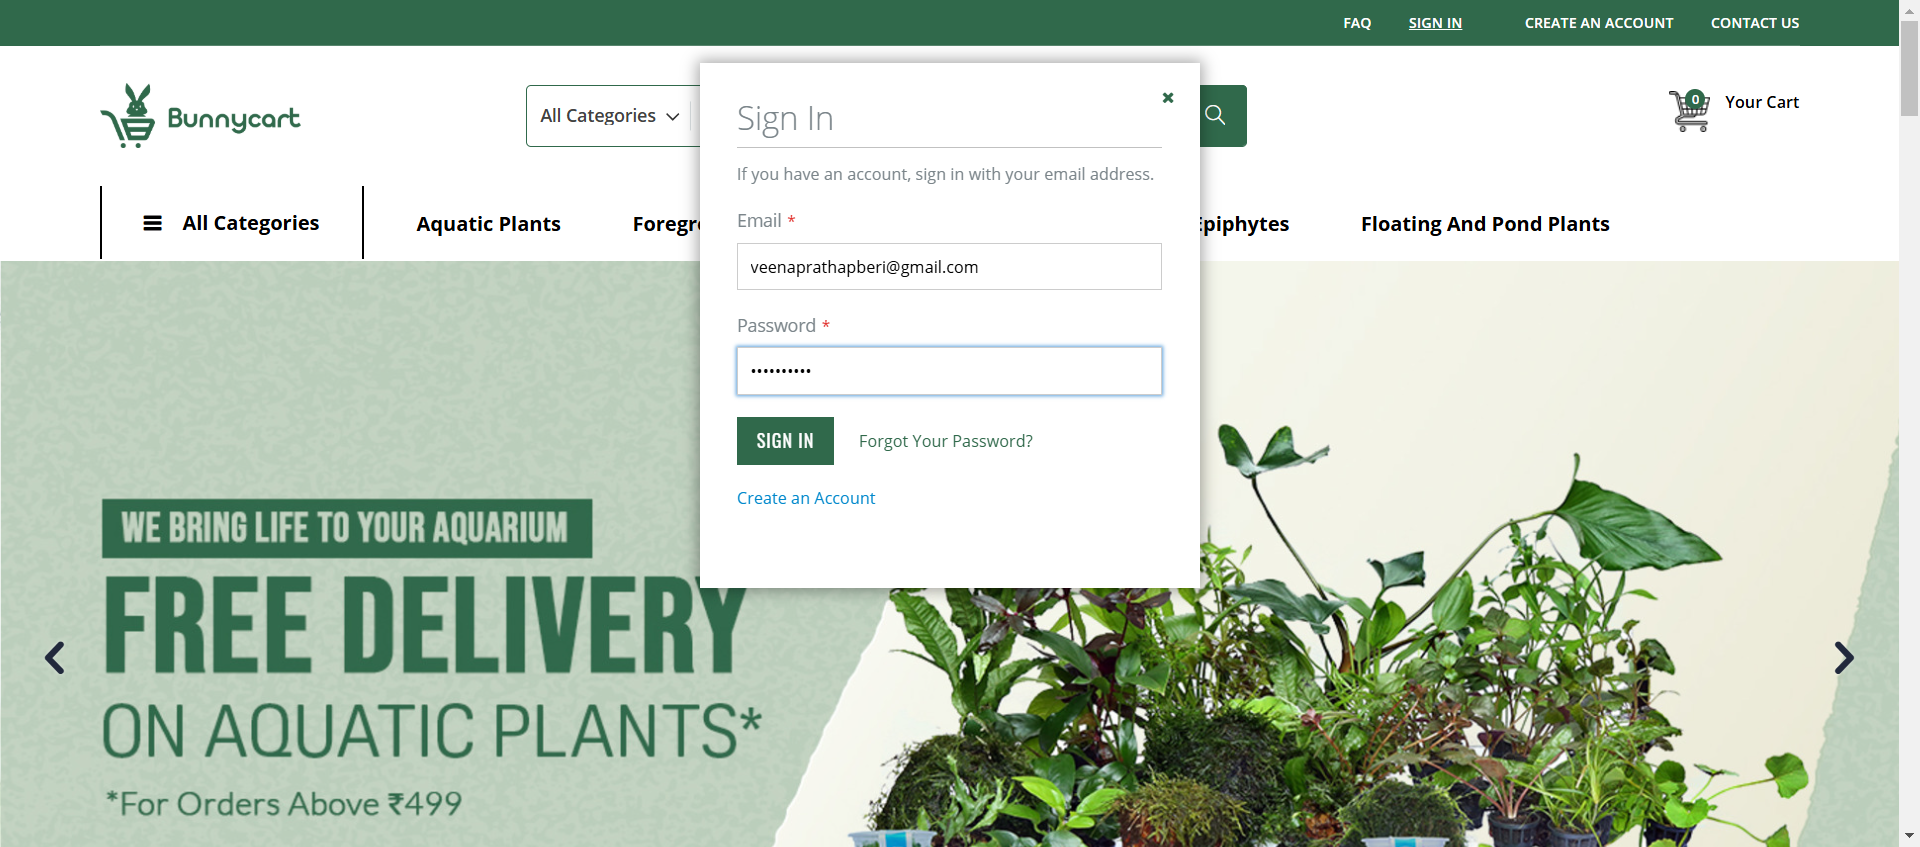 FAQ SIGN IN CREATE AN ACCOUNT CONTACT US
Bunnycart
All Categories
0 Your Cart
All Categories Aquatic Plants Floating And Pond Plants
Sign In
If you have an account, sign in with your email address.
Email *
veenaprathapberi@gmail.com
Password *
••••••••••
SIGN IN Forgot Your Password?
Create an Account
WE BRING LIFE TO YOUR AQUARIUM
FREE DELIVERY
ON AQUATIC PLANTS*
*For Orders Above ₹499